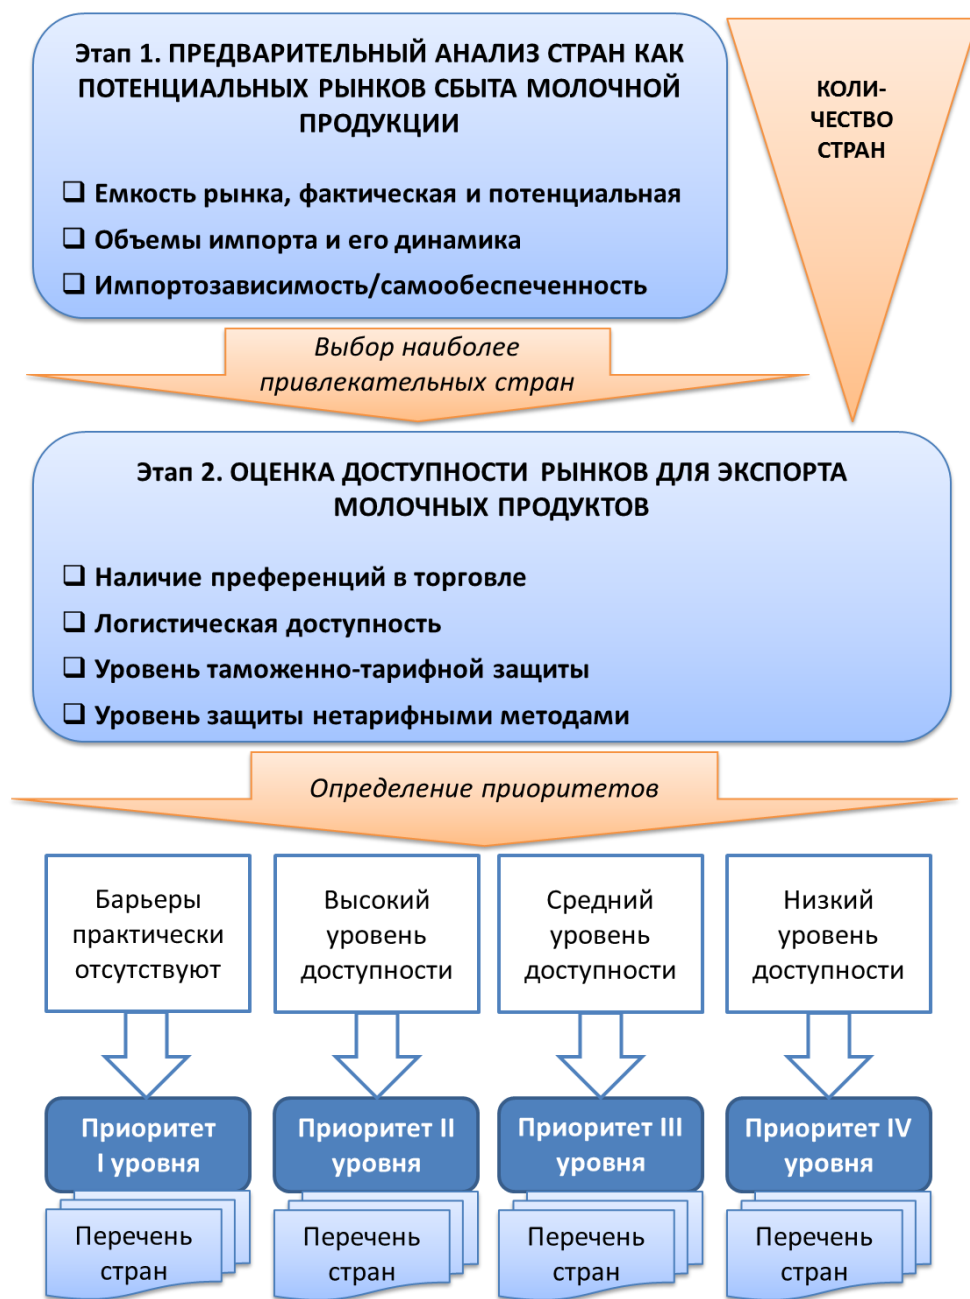 Этап 1. ПРЕДВАРИТЕЛЬНЫЙ АНАЛИЗ СТРАН КАК
ПОТЕНЦИАЛЬНЫХ РЫНКОВ СБЫТА МОЛОЧНОЙ
ПРОДУКЦИИ
Емкость рынка, фактическая и потенциальная
Объемы импорта и его динамика
Импортозависимость/самообеспеченность
КОЛИ-
ЧЕСТВО
СТРАН
Выбор наиболее
привлекательных стран
Этап 2. ОЦЕНКА ДОСТУПНОСТИ РЫНКОВ ДЛЯ ЭКСПОРТА
МОЛОЧНЫХ ПРОДУКТОВ
Наличие преференций в торговле
Логистическая доступность
Уровень таможенно-тарифной защиты
Уровень защиты нетарифными методами
Определение приоритетов
Барьеры
практически
отсутствуют
Высокий
уровень
доступности
Средний
уровень
доступности
Низкий
уровень
доступности
Приоритет
I уровня
Приоритет II
уровня
Приоритет III
уровня
Приоритет IV
уровня
Перечень
стран
Перечень
стран
Перечень
стран
Перечень
стран